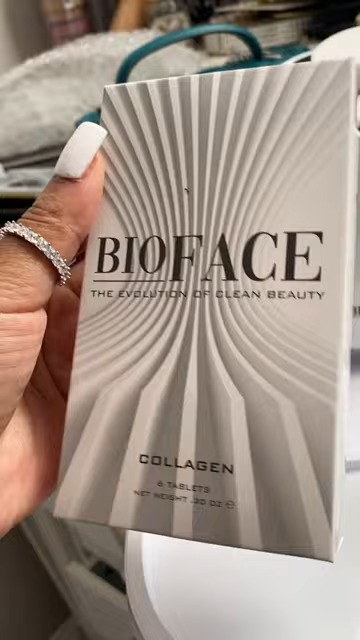 BIOFACE
THE EVOLUTION OF CLEAN BEAUTY
COLLAGEN
6 TABLETS
NET WEIGHT .20 OZ ℮